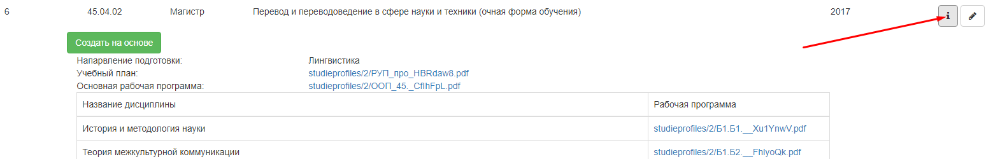 6 45.04.02 Магистр Перевод и переводоведение в сфере науки и техники (очная форма обучения) 2017
Создать на основе
Напарвление подготовки: Лингвистика
Учебный план: studieprofiles/2/РУП_про_HBRdaw8.pdf
Основная рабочая программа: studieprofiles/2/ООП_45._CfIhFpL.pdf
Название дисциплины Рабочая программа
История и методология науки studieprofiles/2/Б1.Б1.__Xu1YnwV.pdf
Теория межкультурной коммуникации studieprofiles/2/Б1.Б2.__FhlyoQk.pdf